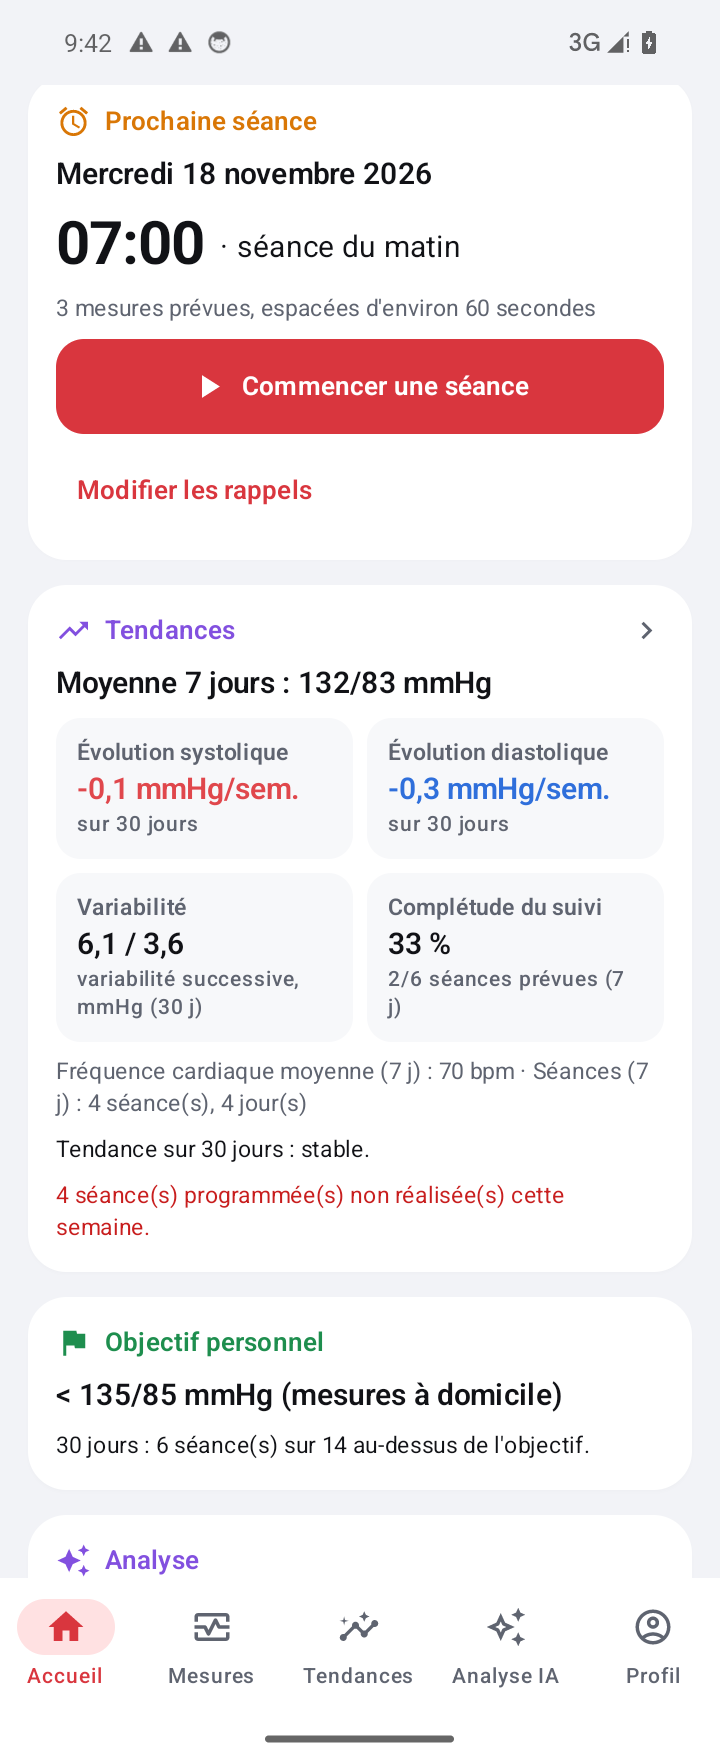 9:42
3G
Prochaine séance
Mercredi 18 novembre 2026
07:00 · séance du matin
3 mesures prévues, espacées d'environ 60 secondes
Commencer une séance
Modifier les rappels
Tendances
Moyenne 7 jours : 132/83 mmHg
Évolution systolique
-0,1 mmHg/sem.
sur 30 jours
Évolution diastolique
-0,3 mmHg/sem.
sur 30 jours
Variabilité
6,1 / 3,6
variabilité successive,
mmHg (30 j)
Complétude du suivi
33 %
2/6 séances prévues (7
j)
Fréquence cardiaque moyenne (7 j) : 70 bpm · Séances (7
j) : 4 séance(s), 4 jour(s)
Tendance sur 30 jours : stable.
4 séance(s) programmée(s) non réalisée(s) cette
semaine.
Objectif personnel
< 135/85 mmHg (mesures à domicile)
30 jours : 6 séance(s) sur 14 au-dessus de l'objectif.
Analyse
Accueil
Mesures
Tendances
Analyse IA
Profil